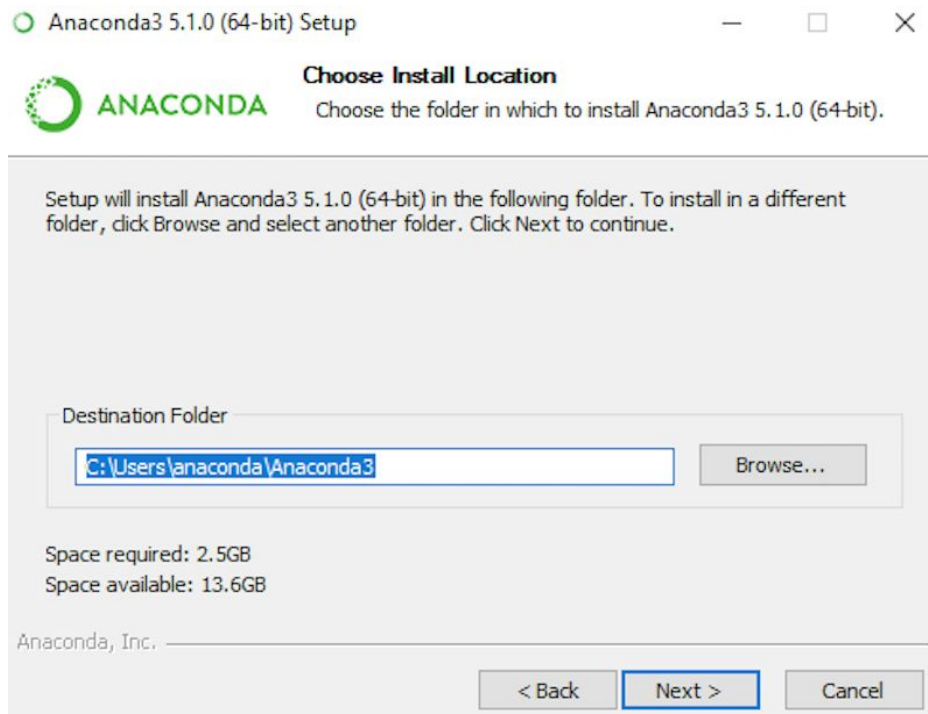 Anaconda3 5.1.0 (64-bit) Setup
ANACONDA
Choose Install Location
Choose the folder in which to install Anaconda3 5.1.0 (64-bit).
Setup will install Anaconda3 5.1.0 (64-bit) in the following folder. To install in a different
folder, click Browse and select another folder. Click Next to continue.
Destination Folder
C:\Users\anaconda\Anaconda3
Browse...
Space required: 2.5GB
Space available: 13.6GB
Anaconda, Inc.
< Back
Next >
Cancel